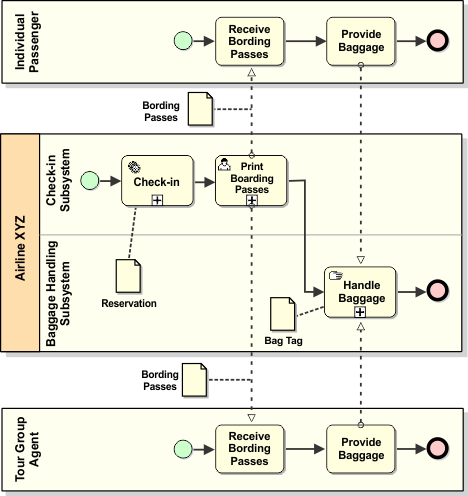 Individual
Passenger
Receive
Bording
Passes
Provide
Baggage
Bording
Passes
Airline XYZ
Check-in
Subsystem
Check-in
Print
Boarding
Passes
Baggage Handling
Subsystem
Reservation
Handle
Baggage
Bag Tag
Bording
Passes
Tour Group
Agent
Receive
Bording
Passes
Provide
Baggage